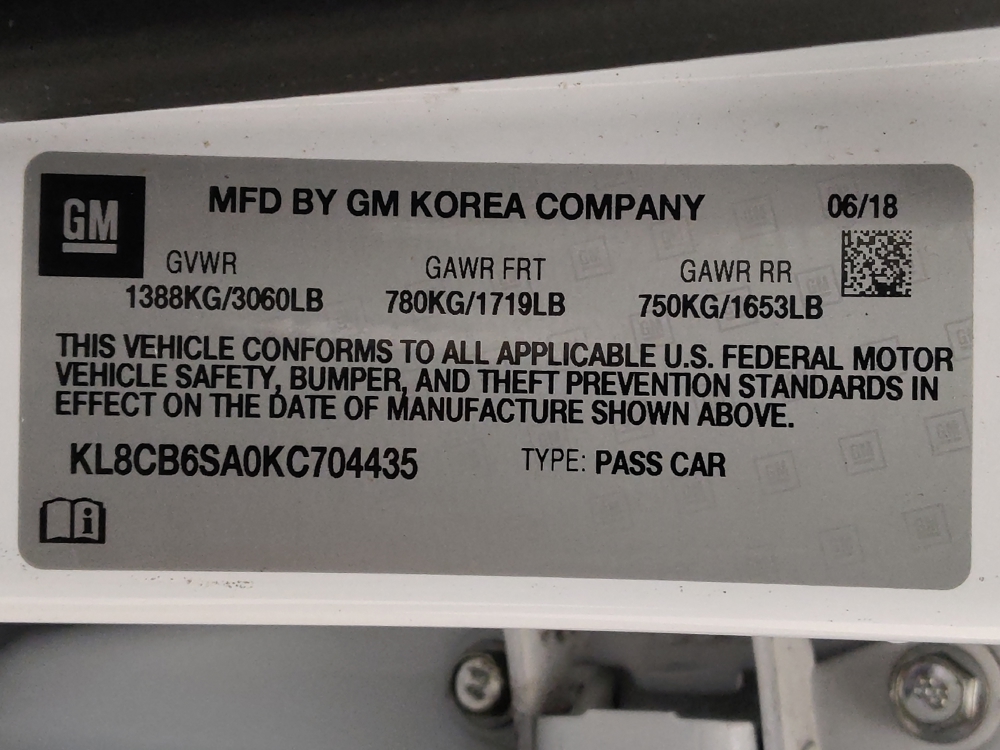 GM
MFD BY GM KOREA COMPANY 06/18
GVWR GAWR FRT GAWR RR
1388KG/3060LB 780KG/1719LB 750KG/1653LB
THIS VEHICLE CONFORMS TO ALL APPLICABLE U.S. FEDERAL MOTOR
VEHICLE SAFETY, BUMPER, AND THEFT PREVENTION STANDARDS IN
EFFECT ON THE DATE OF MANUFACTURE SHOWN ABOVE.
KL8CB6SA0KC704435 TYPE: PASS CAR